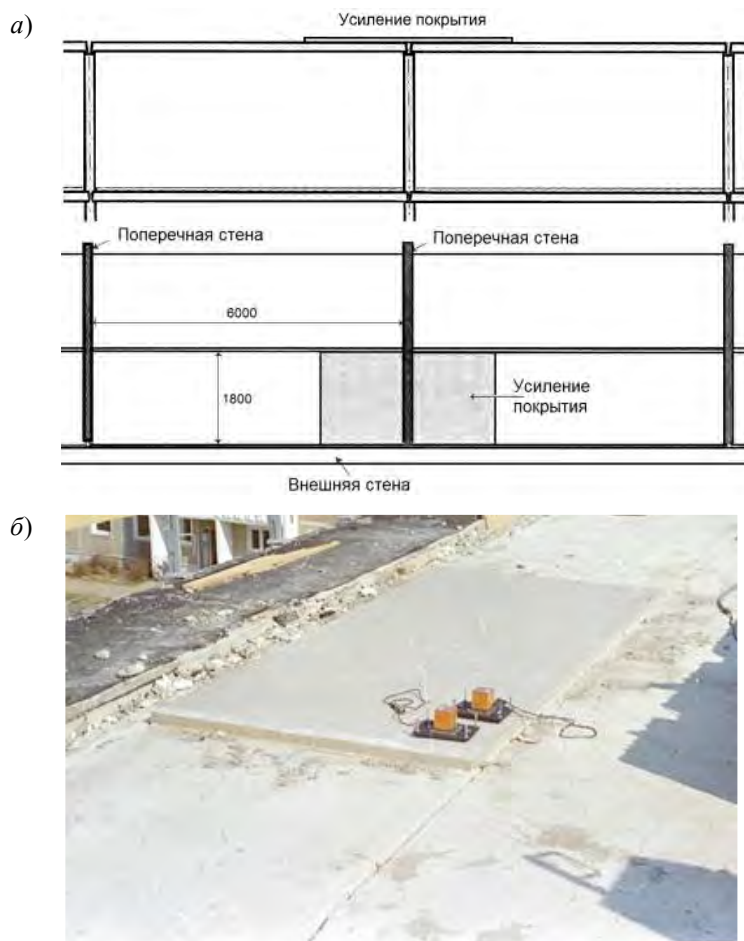 а)
Усиление покрытия
Поперечная стена
Поперечная стена
6000
1800
Усиление
покрытия
Внешняя стена
б)